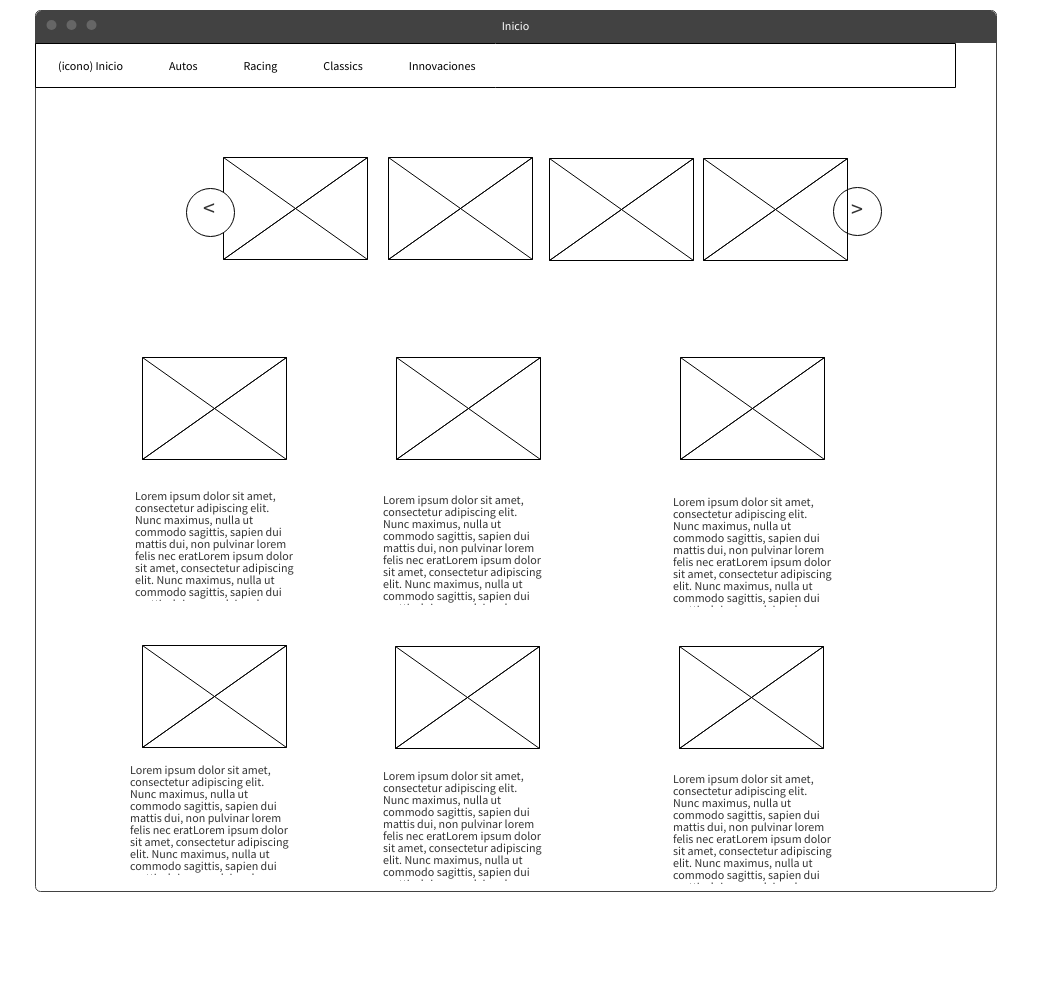 Inicio
(icono) Inicio Autos Racing Classics Innovaciones
< >
Lorem ipsum dolor sit amet,
consectetur adipiscing elit.
Nunc maximus, nulla ut
commodo sagittis, sapien dui
mattis dui, non pulvinar lorem
felis nec eratLorem ipsum dolor
sit amet, consectetur adipiscing
elit. Nunc maximus, nulla ut
commodo sagittis, sapien dui
Lorem ipsum dolor sit amet,
consectetur adipiscing elit.
Nunc maximus, nulla ut
commodo sagittis, sapien dui
mattis dui, non pulvinar lorem
felis nec eratLorem ipsum dolor
sit amet, consectetur adipiscing
elit. Nunc maximus, nulla ut
commodo sagittis, sapien dui
Lorem ipsum dolor sit amet,
consectetur adipiscing elit.
Nunc maximus, nulla ut
commodo sagittis, sapien dui
mattis dui, non pulvinar lorem
felis nec eratLorem ipsum dolor
sit amet, consectetur adipiscing
elit. Nunc maximus, nulla ut
commodo sagittis, sapien dui
Lorem ipsum dolor sit amet,
consectetur adipiscing elit.
Nunc maximus, nulla ut
commodo sagittis, sapien dui
mattis dui, non pulvinar lorem
felis nec eratLorem ipsum dolor
sit amet, consectetur adipiscing
elit. Nunc maximus, nulla ut
commodo sagittis, sapien dui
Lorem ipsum dolor sit amet,
consectetur adipiscing elit.
Nunc maximus, nulla ut
commodo sagittis, sapien dui
mattis dui, non pulvinar lorem
felis nec eratLorem ipsum dolor
sit amet, consectetur adipiscing
elit. Nunc maximus, nulla ut
commodo sagittis, sapien dui
Lorem ipsum dolor sit amet,
consectetur adipiscing elit.
Nunc maximus, nulla ut
commodo sagittis, sapien dui
mattis dui, non pulvinar lorem
felis nec eratLorem ipsum dolor
sit amet, consectetur adipiscing
elit. Nunc maximus, nulla ut
commodo sagittis, sapien dui